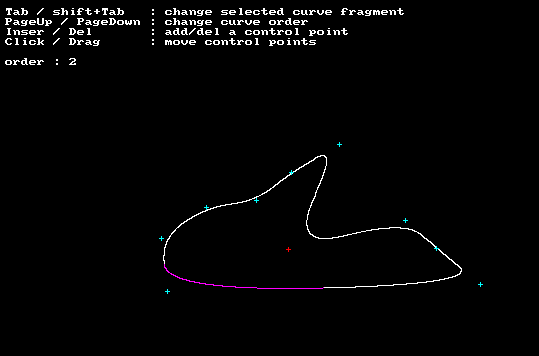 Tab / shift+Tab : change selected curve fragment
PageUp / PageDown : change curve order
Inser / Del : add/del a control point
Click / Drag : move control points
order : 2